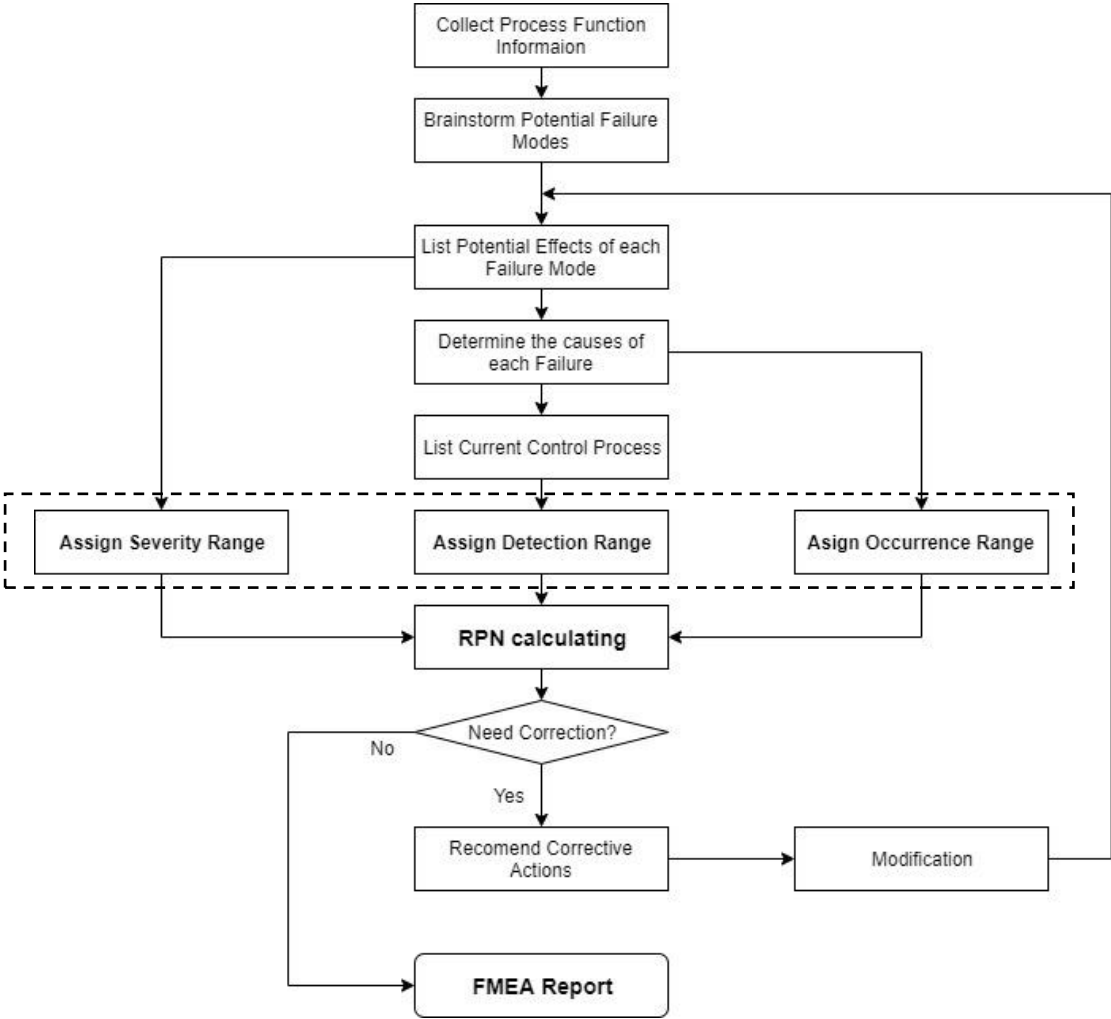 Collect Process Function
Informaion
Brainstorm Potential Failure
Modes
List Potential Effects of each
Failure Mode
Determine the causes of
each Failure
List Current Control Process
Assign Severity Range
Assign Detection Range
Asign Occurrence Range
RPN calculating
Need Correction?
No
Yes
Recomend Corrective
Actions
Modification
FMEA Report